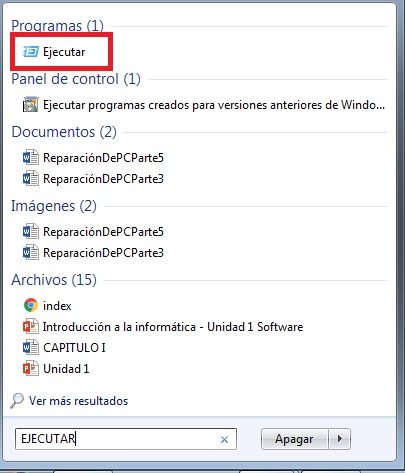 Programas (1)
Ejecutar
Panel de control (1)
Ejecutar programas creados para versiones anteriores de Windo...
Documentos (2)
ReparaciónDePCParte5
ReparaciónDePCParte3
Imágenes (2)
ReparaciónDePCParte5
ReparaciónDePCParte3
Archivos (15)
index
Introducción a la informática - Unidad 1 Software
CAPITULO I
Unidad 1
Ver más resultados
EJECUTAR
Apagar